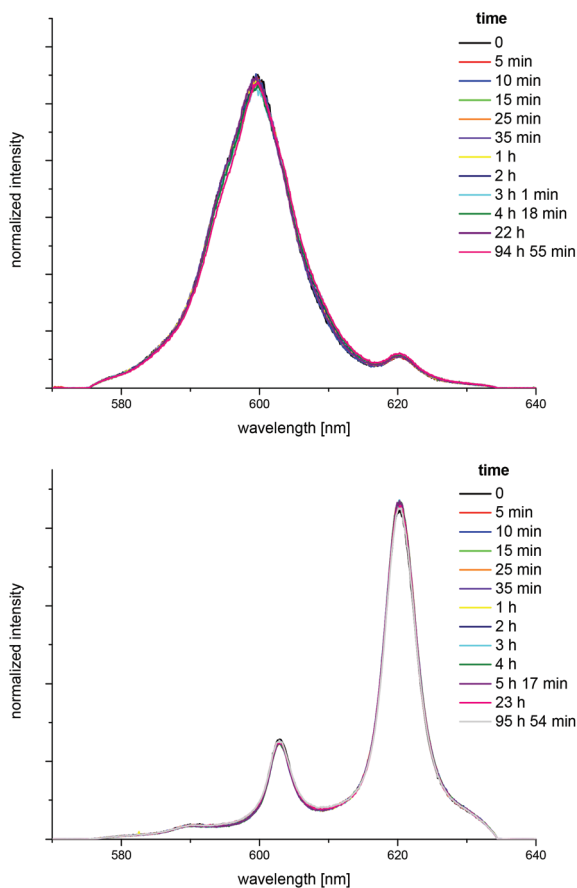 time
0
5 min
10 min
15 min
25 min
35 min
1 h
2 h
3 h 1 min
4 h 18 min
22 h
94 h 55 min
normalized intensity
580
600
620
640
wavelength [nm]
time
0
5 min
10 min
15 min
25 min
35 min
1 h
2 h
3 h
4 h
5 h 17 min
23 h
95 h 54 min
normalized intensity
580
600
620
640
wavelength [nm]